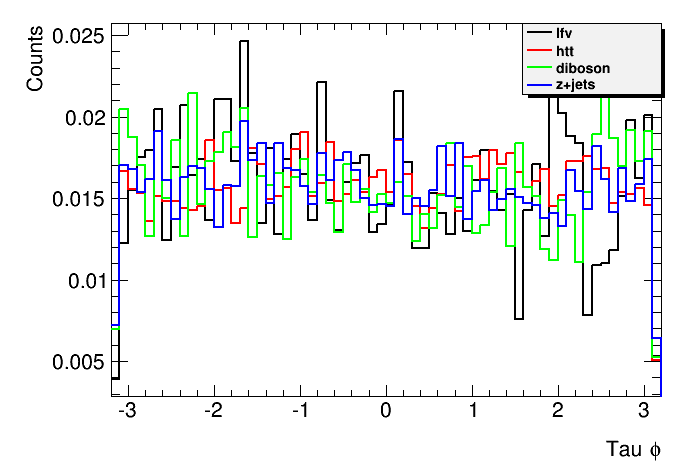 Counts
0.025
0.02
0.015
0.01
0.005
lfv
htt
diboson
z+jets
-3 -2 -1 0 1 2 3
Tau ϕ